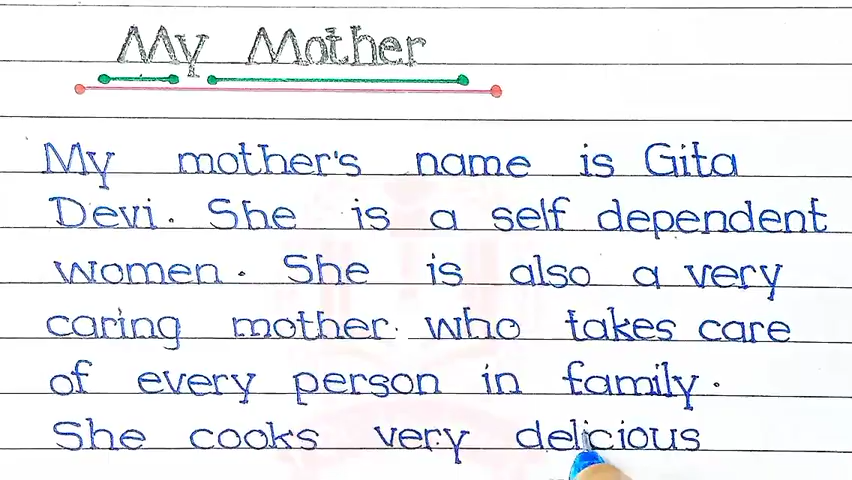 My Mother
My mother's name is Gita
Devi. She is a self dependent
women. She is also a very
caring mother. who takes care
of every person in family.
She cooks very delicious